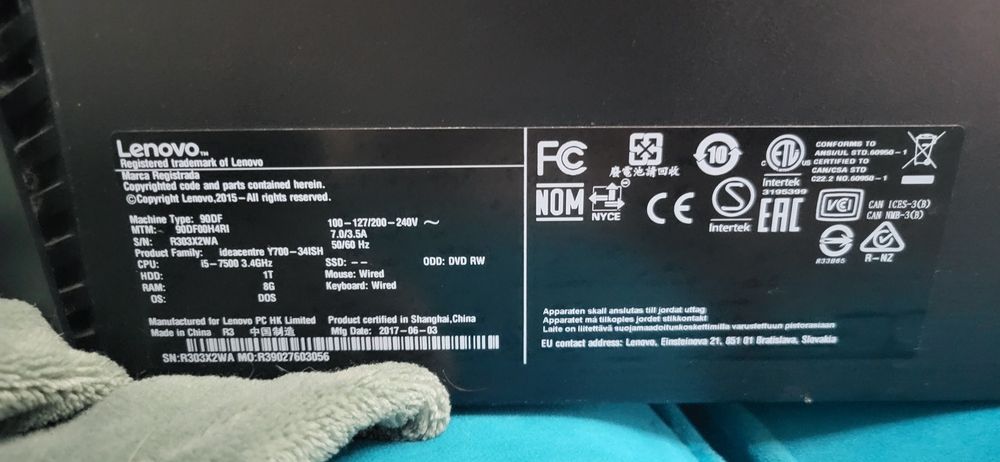 Lenovo™
Registered trademark of Lenovo
Marca Registrada
Copyrighted code and parts contained herein.
©Copyright Lenovo,2015-All rights reserved.
Machine Type: 90DF 100-127/200-240V ~
MTM: 90DF00H4RI 7.0/3.5A
S/N: R303X2WA 50/60 Hz
Product Family: ideacentre Y700-34ISH
CPU: i5-7500 3.4GHz SSD: -- ODD: DVD RW
HDD: 1T Mouse: Wired
RAM: 8G Keyboard: Wired
OS: DOS
Manufactured for Lenovo PC HK Limited Product certified in Shanghai,China
Made in China R3 中国制造 Mfg Date: 2017-06-03
SN:R303X2WA MO:R39027603056
FC
廢電池請回收
10
ETL
C US
Intertek
3195399
CONFORMS TO
ANSI/UL STD.60950-1
CERTIFIED TO
CAN/CSA STD
C22.2 NO.60950-1
NOM
NYCE
CE
S
Intertek
EAC
VCI
CAN ICES-3(B)
CAN NMB-3(B)
R33B65
R-NZ
Apparaten skall anslutas till jordat uttag
Apparatet må tilkoples jordet stikkontakt
Laite on liitettävä suojamaadoitunkoskettimilla varustettuun pistorasiaan
EU contact address: Lenovo, Einsteinova 21, 851 01 Bratislava, Slovakia